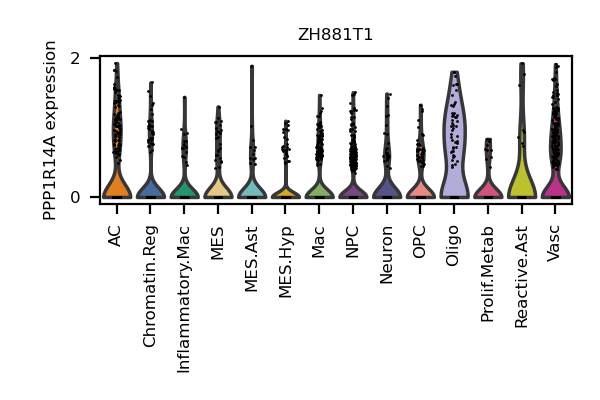 ZH881T1
PPP1R14A expression
2
0
AC
Chromatin.Reg
Inflammatory.Mac
MES
MES.Ast
MES.Hyp
Mac
NPC
Neuron
OPC
Oligo
Prolif.Metab
Reactive.Ast
Vasc